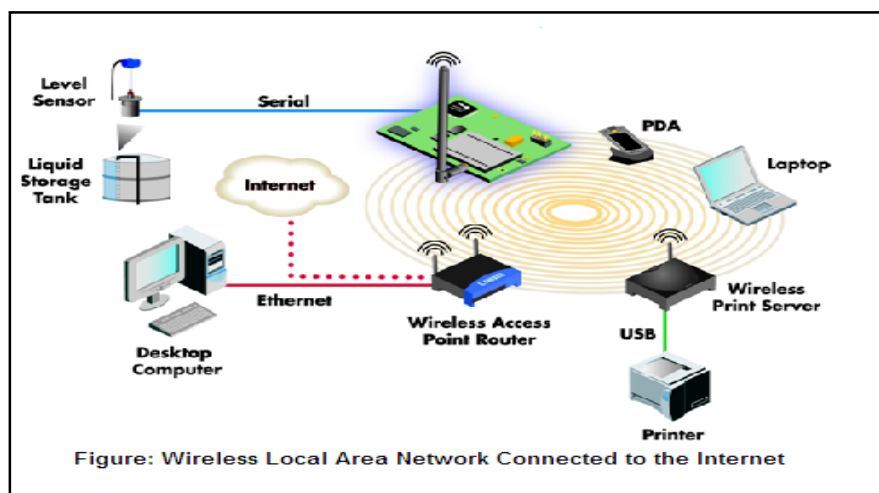 Level
Sensor
Serial
PDA
Laptop
Liquid
Storage
Tank
Internet
Ethernet
Wireless Access
Point Router
Wireless
Print Server
USB
Desktop
Computer
Printer
Figure: Wireless Local Area Network Connected to the Internet